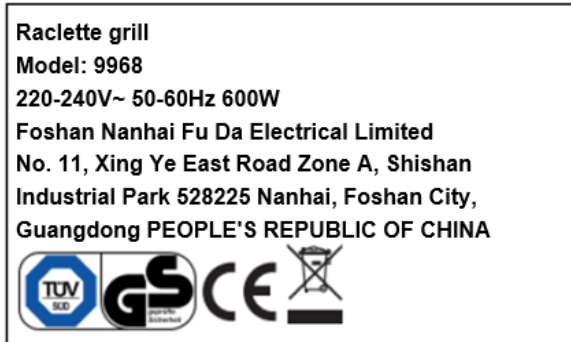 Raclette grill
Model: 9968
220-240V~ 50-60Hz 600W
Foshan Nanhai Fu Da Electrical Limited
No. 11, Xing Ye East Road Zone A, Shishan
Industrial Park 528225 Nanhai, Foshan City,
Guangdong PEOPLE'S REPUBLIC OF CHINA
TÜV
SÜD
GS
geprüfte
Sicherheit
CE